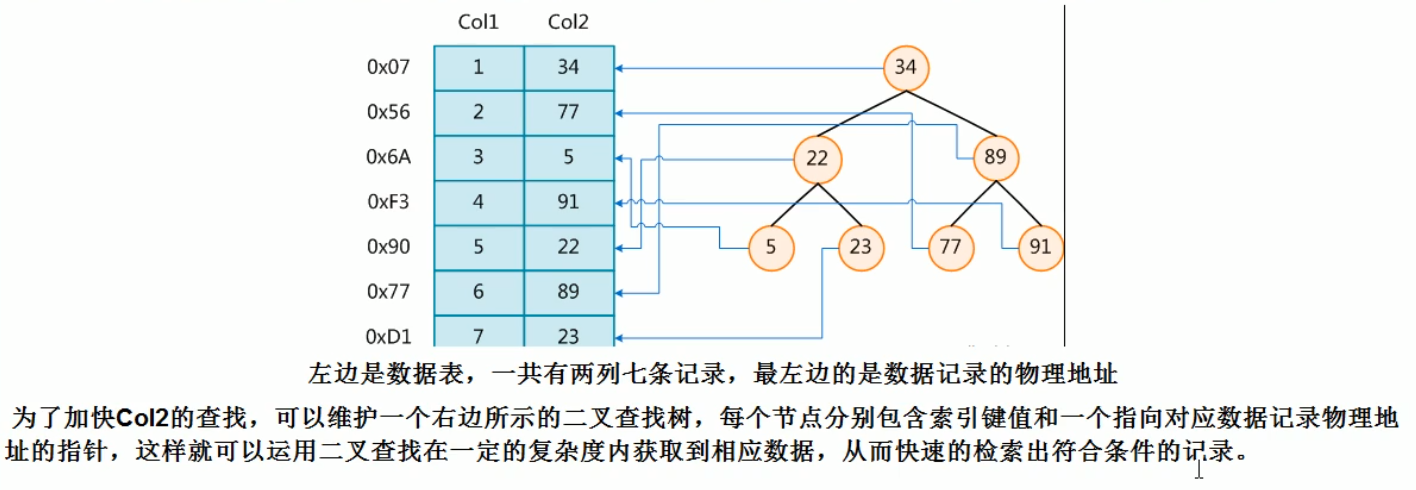 Col1 Col2
0x07 1 34 34
0x56 2 77
0x6A 3 5 22 89
0xF3 4 91
0x90 5 22 5 23 77 91
0x77 6 89
0xD1 7 23
左边是数据表，一共有两列七条记录，最左边的是数据记录的物理地址
为了加快Col2的查找，可以维护一个右边所示的二叉查找树，每个节点分别包含索引键值和一个指向对应数据记录物理地
址的指针，这样就可以运用二叉查找在一定的复杂度内获取到相应数据，从而快速的检索出符合条件的记录。